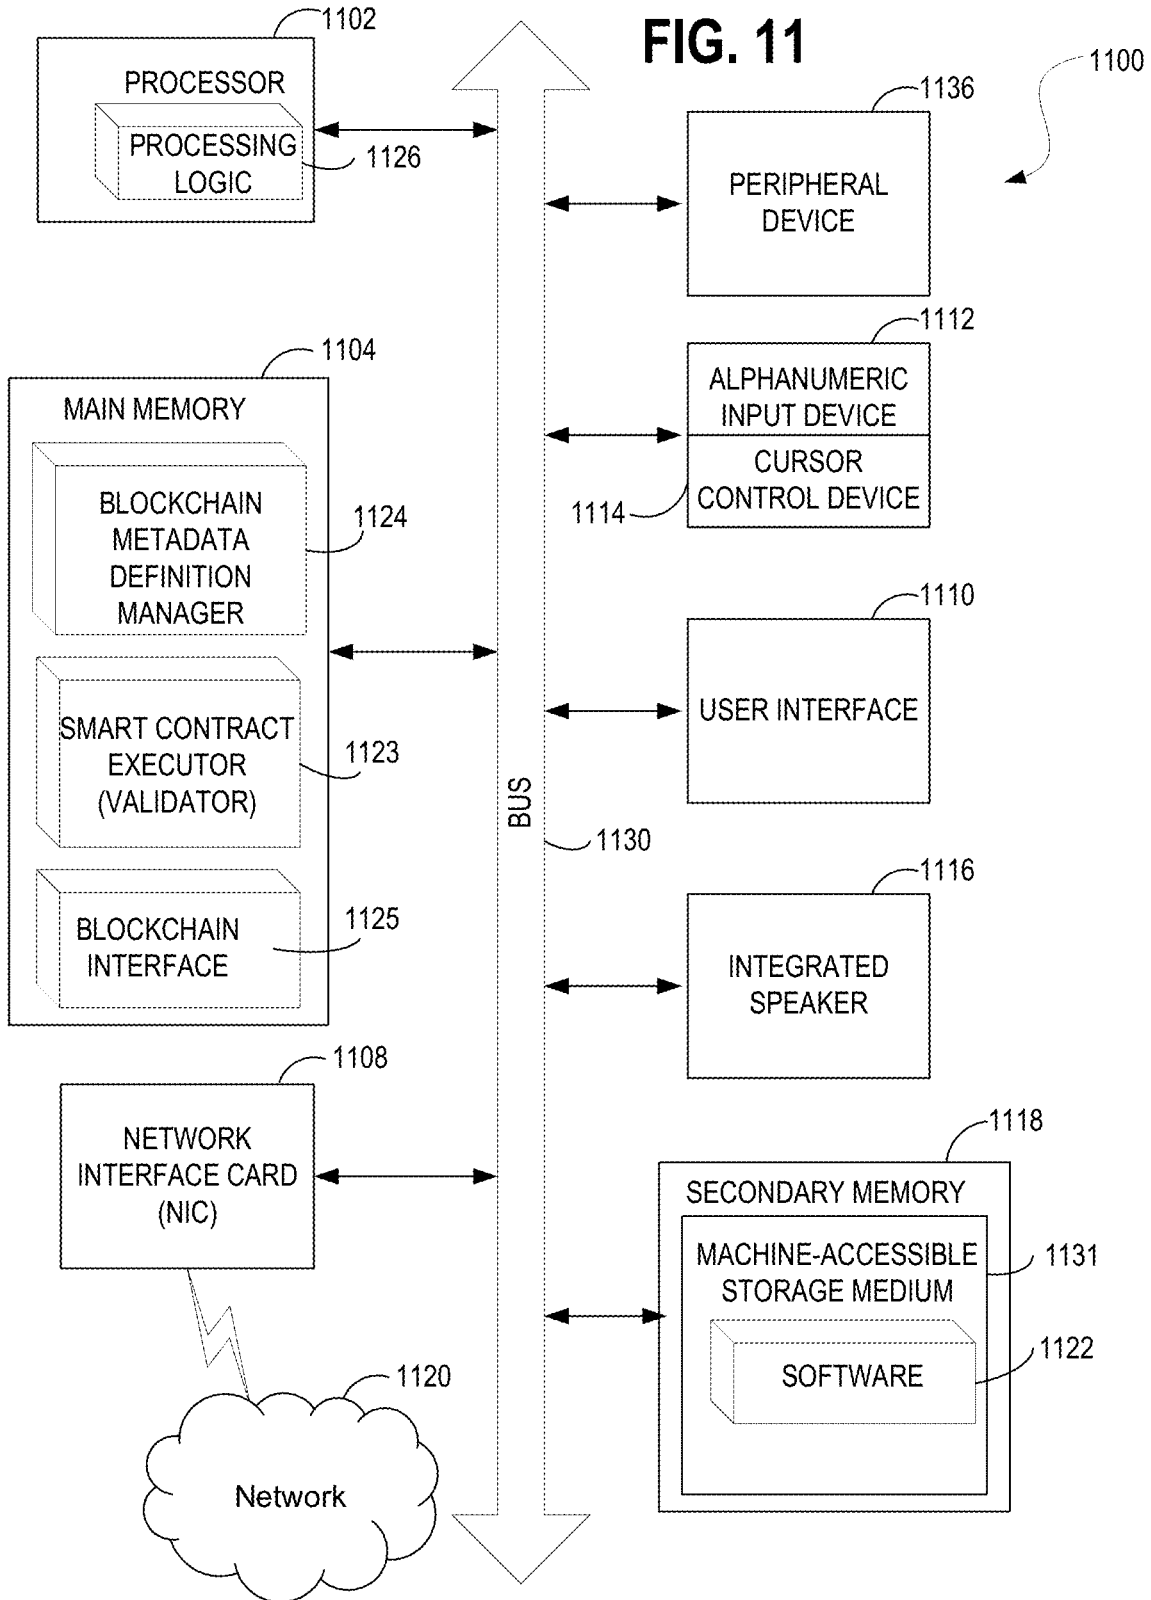 FIG. 11
1100
1102
PROCESSOR
PROCESSING
LOGIC
1126
1136
PERIPHERAL
DEVICE
1112
ALPHANUMERIC
INPUT DEVICE
CURSOR
CONTROL DEVICE
1114
1104
MAIN MEMORY
BLOCKCHAIN
METADATA
DEFINITION
MANAGER
1124
SMART CONTRACT
EXECUTOR
(VALIDATOR)
1123
BLOCKCHAIN
INTERFACE
1125
1110
USER INTERFACE
BUS
1130
1116
INTEGRATED
SPEAKER
1108
NETWORK
INTERFACE CARD
(NIC)
1118
SECONDARY MEMORY
MACHINE-ACCESSIBLE
STORAGE MEDIUM
1131
SOFTWARE
1122
1120
Network